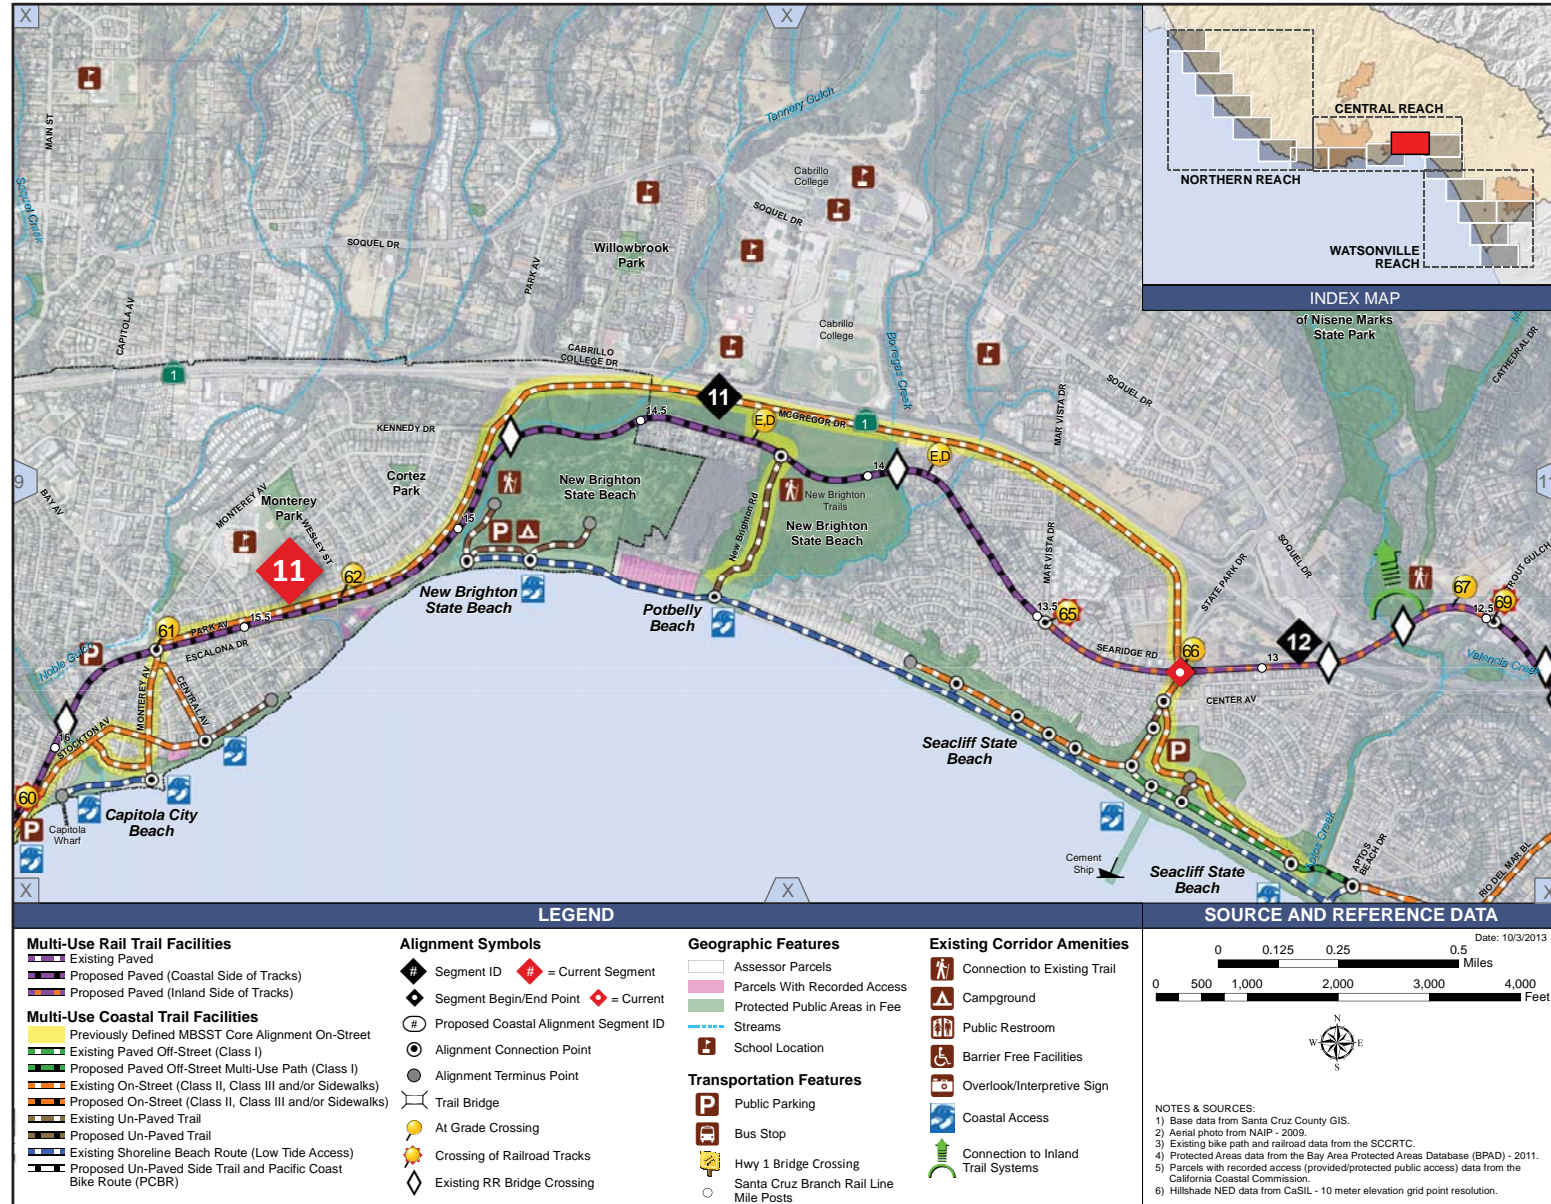 X
X
MAIN ST
Soquel Creek
Tannery Gulch
Cabrillo
College
SOQUEL DR
SOQUEL DR
Willowbrook
Park
PARK AV
CAPITOLA AV
Cabrillo
College
CABRILLO
COLLEGE DR
Borregas Creek
1
11
14.5
E,D
MCGREGOR DR
1
SOQUEL DR
MAR VISTA DR
KENNEDY DR
Cortez
Park
9
BAY AV
MONTEREY AV
Monterey
Park
WESLEY ST
New Brighton
State Beach
New Brighton Rd
New Brighton
Trails
New Brighton
State Beach
14
E,D
15
11
62
MAR VISTA DR
SOQUEL DR
STATE PARK DR
TROUT GULCH
11
67
69
12.5
New Brighton
State Beach
Potbelly
Beach
13.5
65
61
PARK AV
15.5
ESCALONA DR
Noble Gulch
MONTEREY AV
CENTRAL AV
SEARIDGE RD
66
13
12
Valencia Creek
CENTER AV
16
STOCKTON AV
60
Capitola
Wharf
Capitola City
Beach
Seacliff State
Beach
Cement
Ship
Seacliff State
Beach
Aptos Creek
APTOS
BEACH DR
RIO DEL MAR BL
X
X
X
CENTRAL REACH
NORTHERN REACH
WATSONVILLE
REACH
INDEX MAP
of Nisene Marks
State Park
CATHEDRAL DR
LEGEND
Multi-Use Rail Trail Facilities
Existing Paved
Proposed Paved (Coastal Side of Tracks)
Proposed Paved (Inland Side of Tracks)
Multi-Use Coastal Trail Facilities
Previously Defined MBSST Core Alignment On-Street
Existing Paved Off-Street (Class I)
Proposed Paved Off-Street Multi-Use Path (Class I)
Existing On-Street (Class II, Class III and/or Sidewalks)
Proposed On-Street (Class II, Class III and/or Sidewalks)
Existing Un-Paved Trail
Proposed Un-Paved Trail
Existing Shoreline Beach Route (Low Tide Access)
Proposed Un-Paved Side Trail and Pacific Coast
Bike Route (PCBR)
Alignment Symbols
# Segment ID # = Current Segment
Segment Begin/End Point = Current
# Proposed Coastal Alignment Segment ID
Alignment Connection Point
Alignment Terminus Point
Trail Bridge
At Grade Crossing
Crossing of Railroad Tracks
Existing RR Bridge Crossing
Geographic Features
Assessor Parcels
Parcels With Recorded Access
Protected Public Areas in Fee
Streams
School Location
Transportation Features
P Public Parking
Bus Stop
Hwy 1 Bridge Crossing
Santa Cruz Branch Rail Line
Mile Posts
Existing Corridor Amenities
Connection to Existing Trail
Campground
Public Restroom
Barrier Free Facilities
Overlook/Interpretive Sign
Coastal Access
Connection to Inland
Trail Systems
SOURCE AND REFERENCE DATA
Date: 10/3/2013
0 0.125 0.25 0.5
Miles
0 500 1,000 2,000 3,000 4,000
Feet
N
W E
S
NOTES & SOURCES:
1) Base data from Santa Cruz County GIS.
2) Aerial photo from NAIP - 2009.
3) Existing bike path and railroad data from the SCCRTC.
4) Protected Areas data from the Bay Area Protected Areas Database (BPAD) - 2011.
5) Parcels with recorded access (provided/protected public access) data from the
California Coastal Commission.
6) Hillshade NED data from CaSIL - 10 meter elevation grid point resolution.